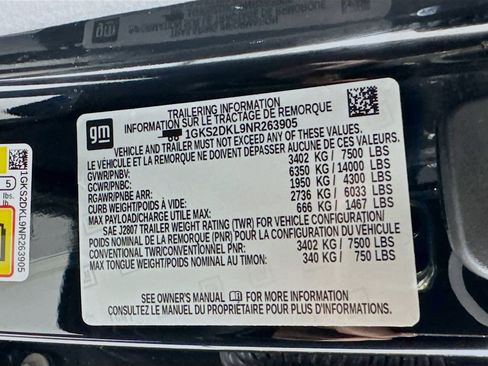 gm
TRAILERING INFORMATION
INFORMATION SUR LE TRACTAGE DE REMORQUE
1GKS2DKL9NR263905
VEHICLE AND TRAILER MUST NOT EXCEED ANY OF THESE VALUES.
LE VÉHICULE ET LA REMORQUE NE DOIVENT DÉPASSER AUCUNE DE CES VALEURS.
GVWR/PNBV: 3402 KG / 7500 LBS
GCWR/PNBC: 6350 KG / 14000 LBS
RGAWR/PNBE ARR: 1950 KG / 4300 LBS
CURB WEIGHT/POIDS À VIDE: 2736 KG / 6033 LBS
MAX PAYLOAD/CHARGE UTILE MAX: 666 KG / 1467 LBS
SAE J2807 TRAILER WEIGHT RATING (TWR) FOR VEHICLE CONFIGURATION/
POIDS NOMINAL DE LA REMORQUE (PNR) POUR LA CONFIGURATION DU VÉHICULE
CONVENTIONAL TWR/CONVENTIONNEL PNR: 3402 KG / 7500 LBS
MAX TONGUE WEIGHT/POIDS MAXIMUM AU TIMON: 340 KG / 750 LBS
SEE OWNER'S MANUAL FOR MORE INFORMATION.
CONSULTEZ LE MANUEL DU PROPRIÉTAIRE POUR PLUS D'INFORMATIONS.
1GKS2DKL9NR263905
5
lbs.